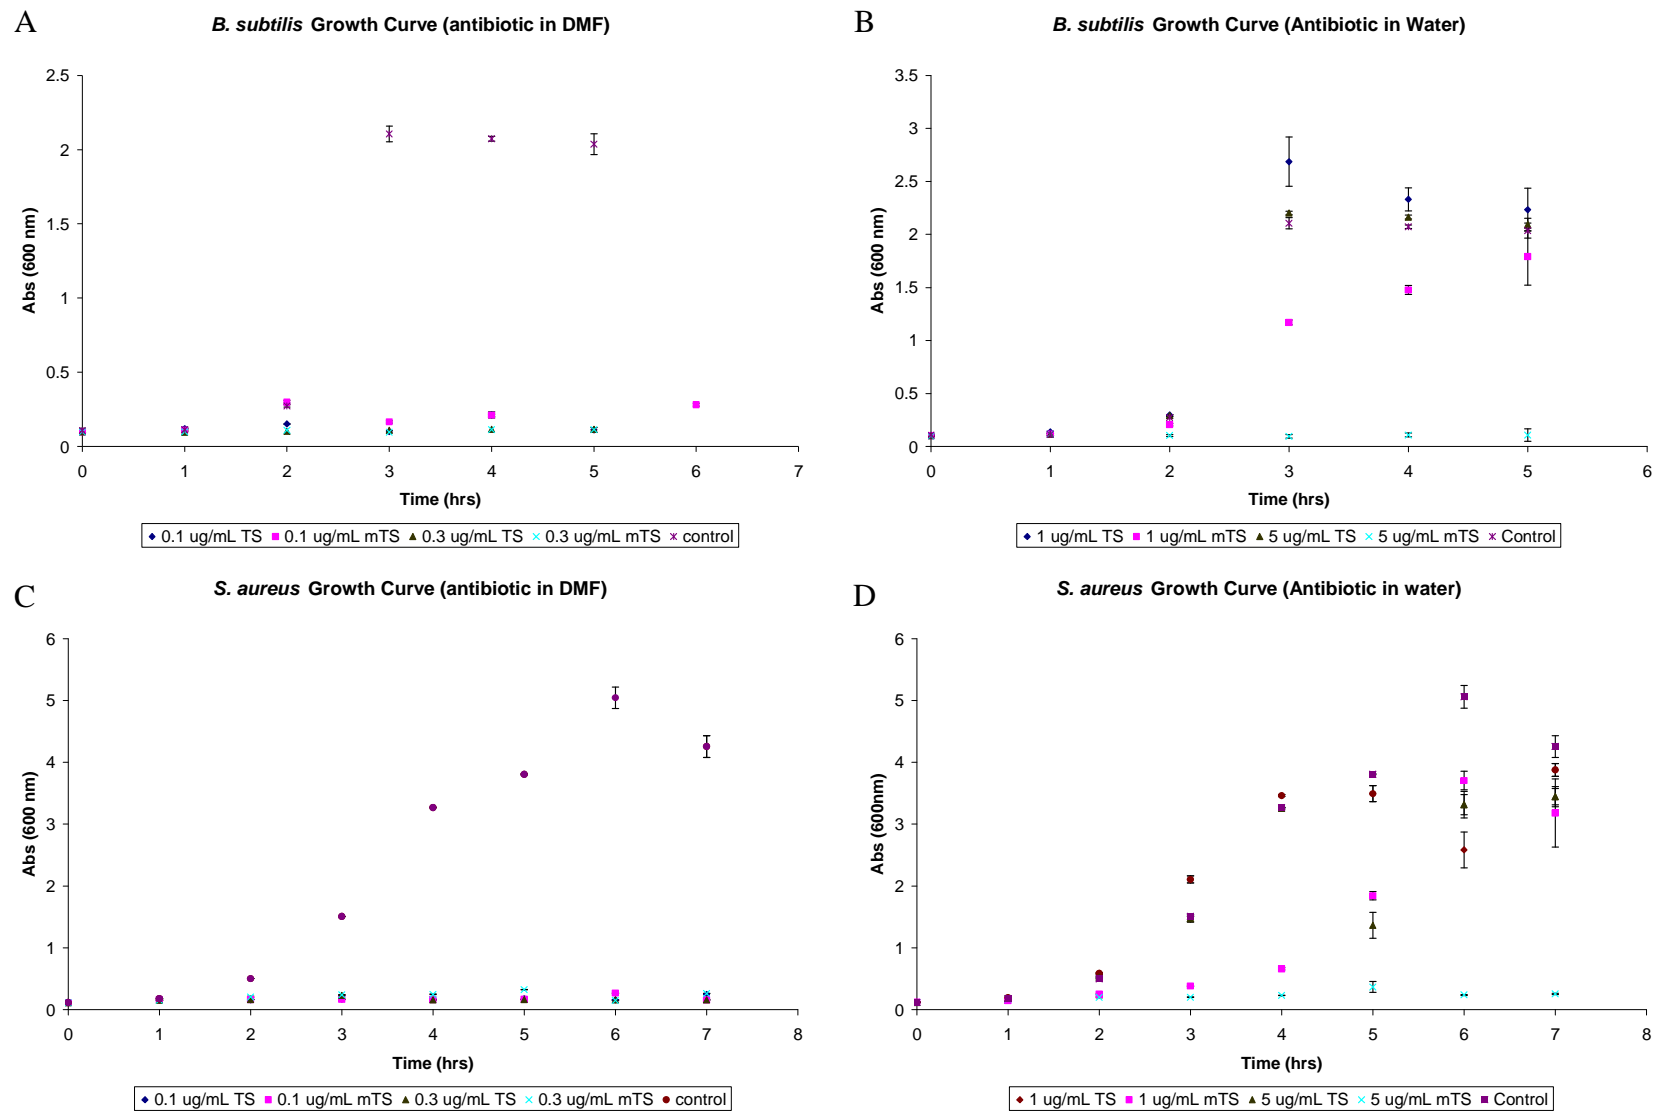 A
B. subtilis Growth Curve (antibiotic in DMF)
2.5
2
1.5
1
0.5
0
Abs (600 nm)
0 1 2 3 4 5 6 7
Time (hrs)
0.1 ug/mL TS 0.1 ug/mL mTS 0.3 ug/mL TS 0.3 ug/mL mTS control
B
B. subtilis Growth Curve (Antibiotic in Water)
3.5
3
2.5
2
1.5
1
0.5
0
Abs (600 nm)
0 1 2 3 4 5 6
Time (hrs)
1 ug/mL TS 1 ug/mL mTS 5 ug/mL TS 5 ug/mL mTS Control
C
S. aureus Growth Curve (antibiotic in DMF)
6
5
4
3
2
1
0
Abs (600 nm)
0 1 2 3 4 5 6 7 8
Time (hrs)
0.1 ug/mL TS 0.1 ug/mL mTS 0.3 ug/mL TS 0.3 ug/mL mTS control
D
S. aureus Growth Curve (Antibiotic in water)
6
5
4
3
2
1
0
Abs (600nm)
0 1 2 3 4 5 6 7 8
Time (hrs)
1 ug/mL TS 1 ug/mL mTS 5 ug/mL TS 5 ug/mL mTS Control